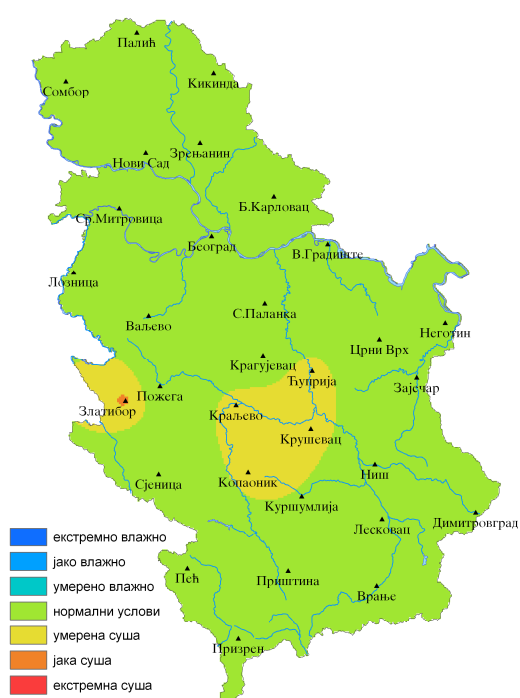 Палић
Кикинда
Сомбор
Зрењанин
Нови Сад
Б.Карловац
Ср.Митровица
Београд
В.Градиште
Лозница
С.Паланка
Ваљево
Неготин
Црни Врх
Крагујевац
Ћуприја
Зајечар
Пожега
Златибор
Краљево
Крушевац
Ниш
Копаоник
Сјеница
Куршумлија
Димитровград
Лесковац
Пећ
Приштина
Врање
Призрен
екстремно влажно
јако влажно
умерено влажно
нормални услови
умерена суша
јака суша
екстремна суша